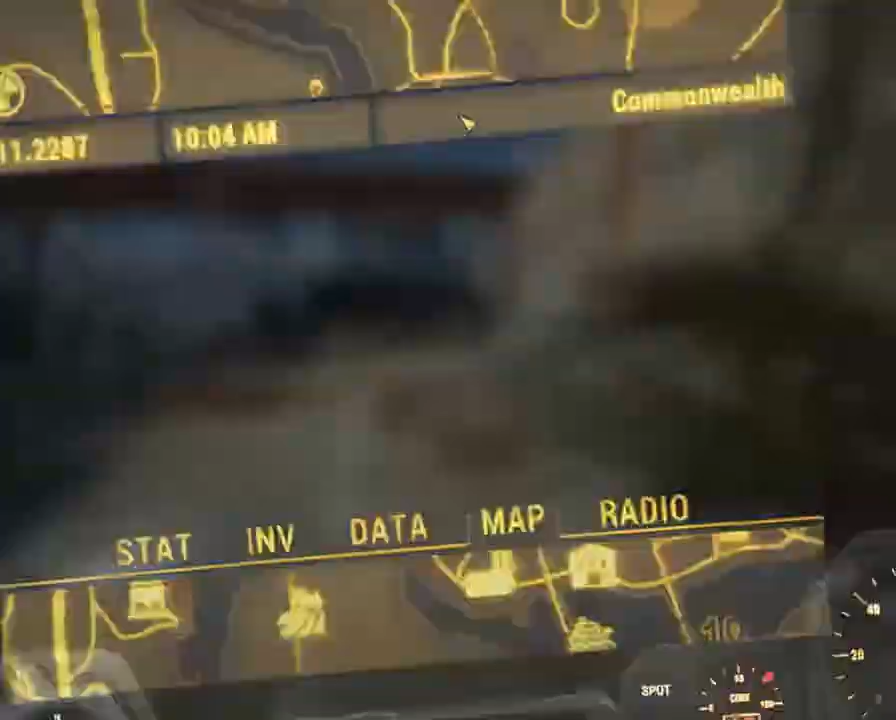 Commonwealth
11.2287 10:04 AM
STAT INV DATA MAP RADIO
40
20
SPOT